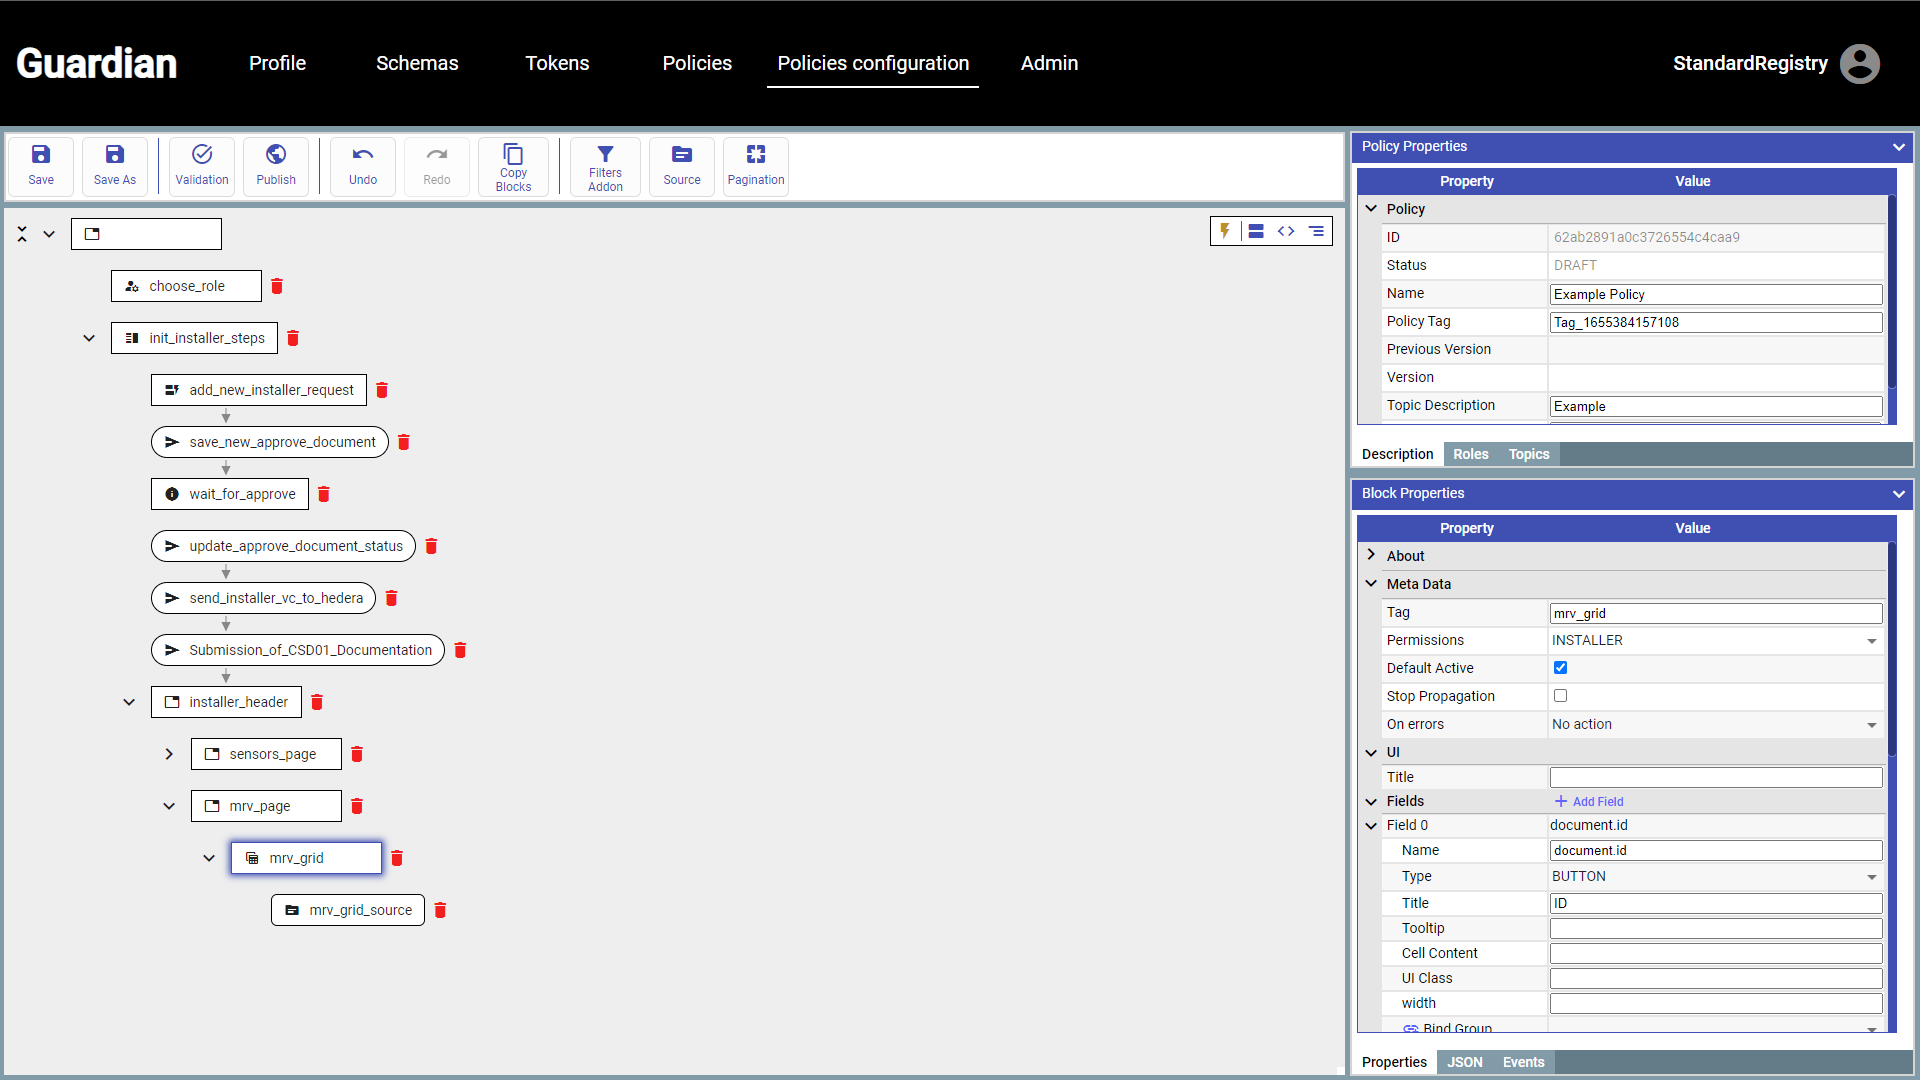 Guardian
Profile
Schemas
Tokens
Policies
Policies configuration
Admin
StandardRegistry
Save
Save As
Validation
Publish
Undo
Redo
Copy
Blocks
Filters
Addon
Source
Pagination
choose_role
init_installer_steps
add_new_installer_request
save_new_approve_document
wait_for_approve
update_approve_document_status
send_installer_vc_to_hedera
Submission_of_CSD01_Documentation
installer_header
sensors_page
mrv_page
mrv_grid
mrv_grid_source
Policy Properties
Property Value
Policy
ID 62ab2891a0c3726554c4caa9
Status DRAFT
Name Example Policy
Policy Tag Tag_1655384157108
Previous Version
Version
Topic Description Example
Description Roles Topics
Block Properties
Property Value
About
Meta Data
Tag mrv_grid
Permissions INSTALLER
Default Active
Stop Propagation
On errors No action
UI
Title
Fields Add Field
Field 0 document.id
Name document.id
Type BUTTON
Title ID
Tooltip
Cell Content
UI Class
width
Bind Group
Properties JSON Events